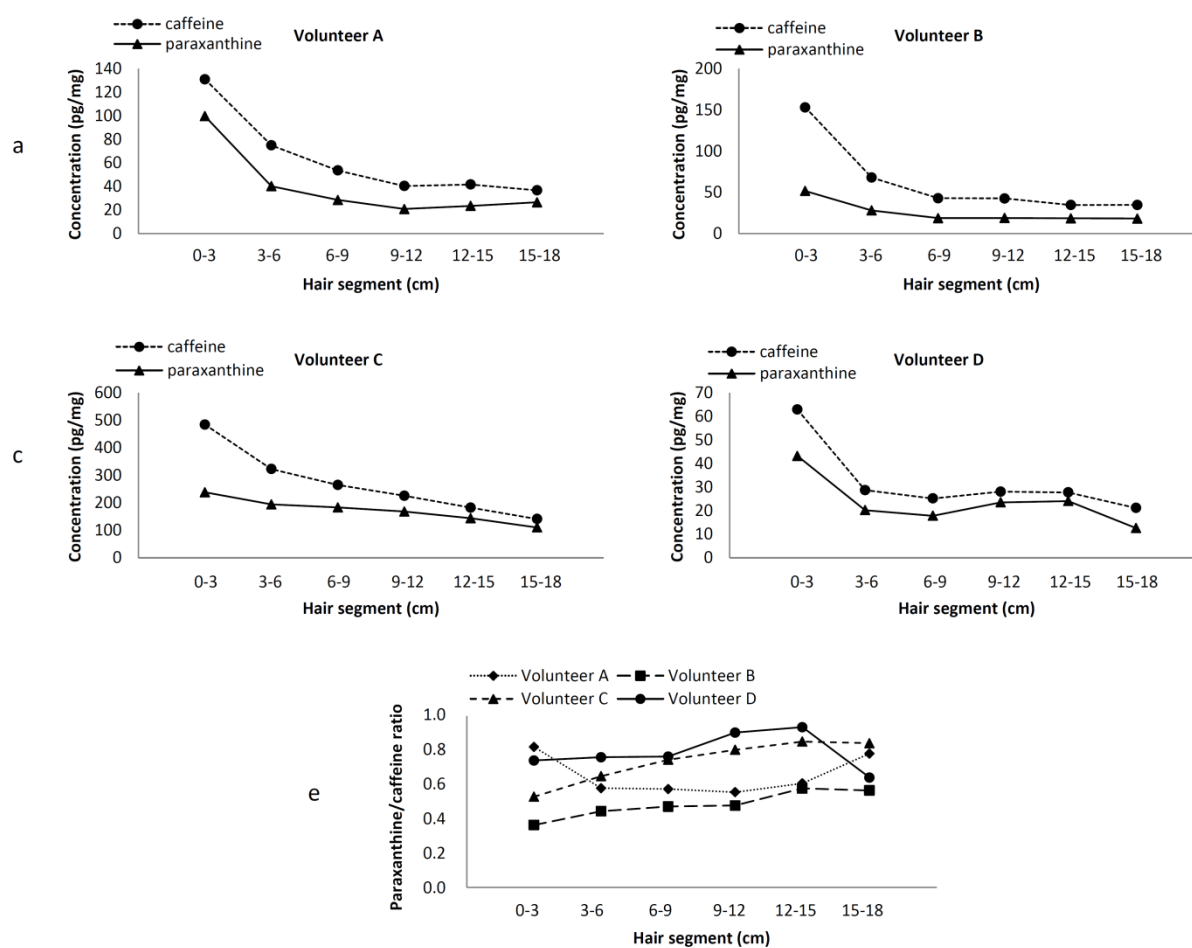 a
caffeine
paraxanthine
Volunteer A
Concentration (pg/mg)
140
120
100
80
60
40
20
0
0-3 3-6 6-9 9-12 12-15 15-18
Hair segment (cm)
caffeine
paraxanthine
Volunteer B
Concentration (pg/mg)
200
150
100
50
0
0-3 3-6 6-9 9-12 12-15 15-18
Hair segment (cm)
c
caffeine
paraxanthine
Volunteer C
Concentration (pg/mg)
600
500
400
300
200
100
0
0-3 3-6 6-9 9-12 12-15 15-18
Hair segment (cm)
caffeine
paraxanthine
Volunteer D
Concentration (pg/mg)
70
60
50
40
30
20
10
0
0-3 3-6 6-9 9-12 12-15 15-18
Hair segment (cm)
e
Volunteer A Volunteer B
Volunteer C Volunteer D
Paraxanthine/caffeine ratio
1.0
0.8
0.6
0.4
0.2
0.0
0-3 3-6 6-9 9-12 12-15 15-18
Hair segment (cm)